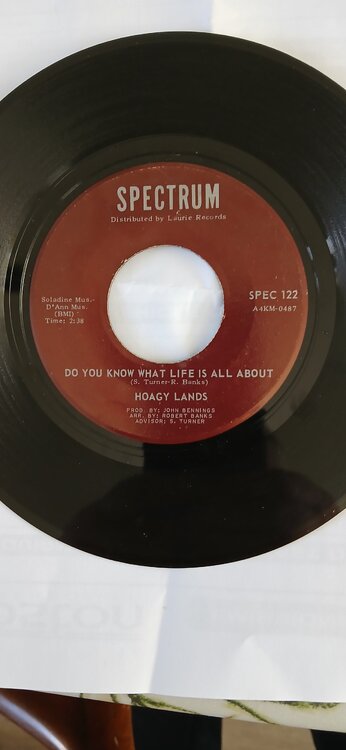 SPECTRUM
Distributed by Laurie Records
Soladine Mus.-
D'Ann Mus.
(BMI)
Time: 2:38
SPEC 122
A4KM-0487
DO YOU KNOW WHAT LIFE IS ALL ABOUT
(S. Turner-R. Banks)
HOAGY LANDS
PROD. BY: JOHN BENNINGS
ARR. BY: ROBERT BANKS
ADVISOR: S. TURNER